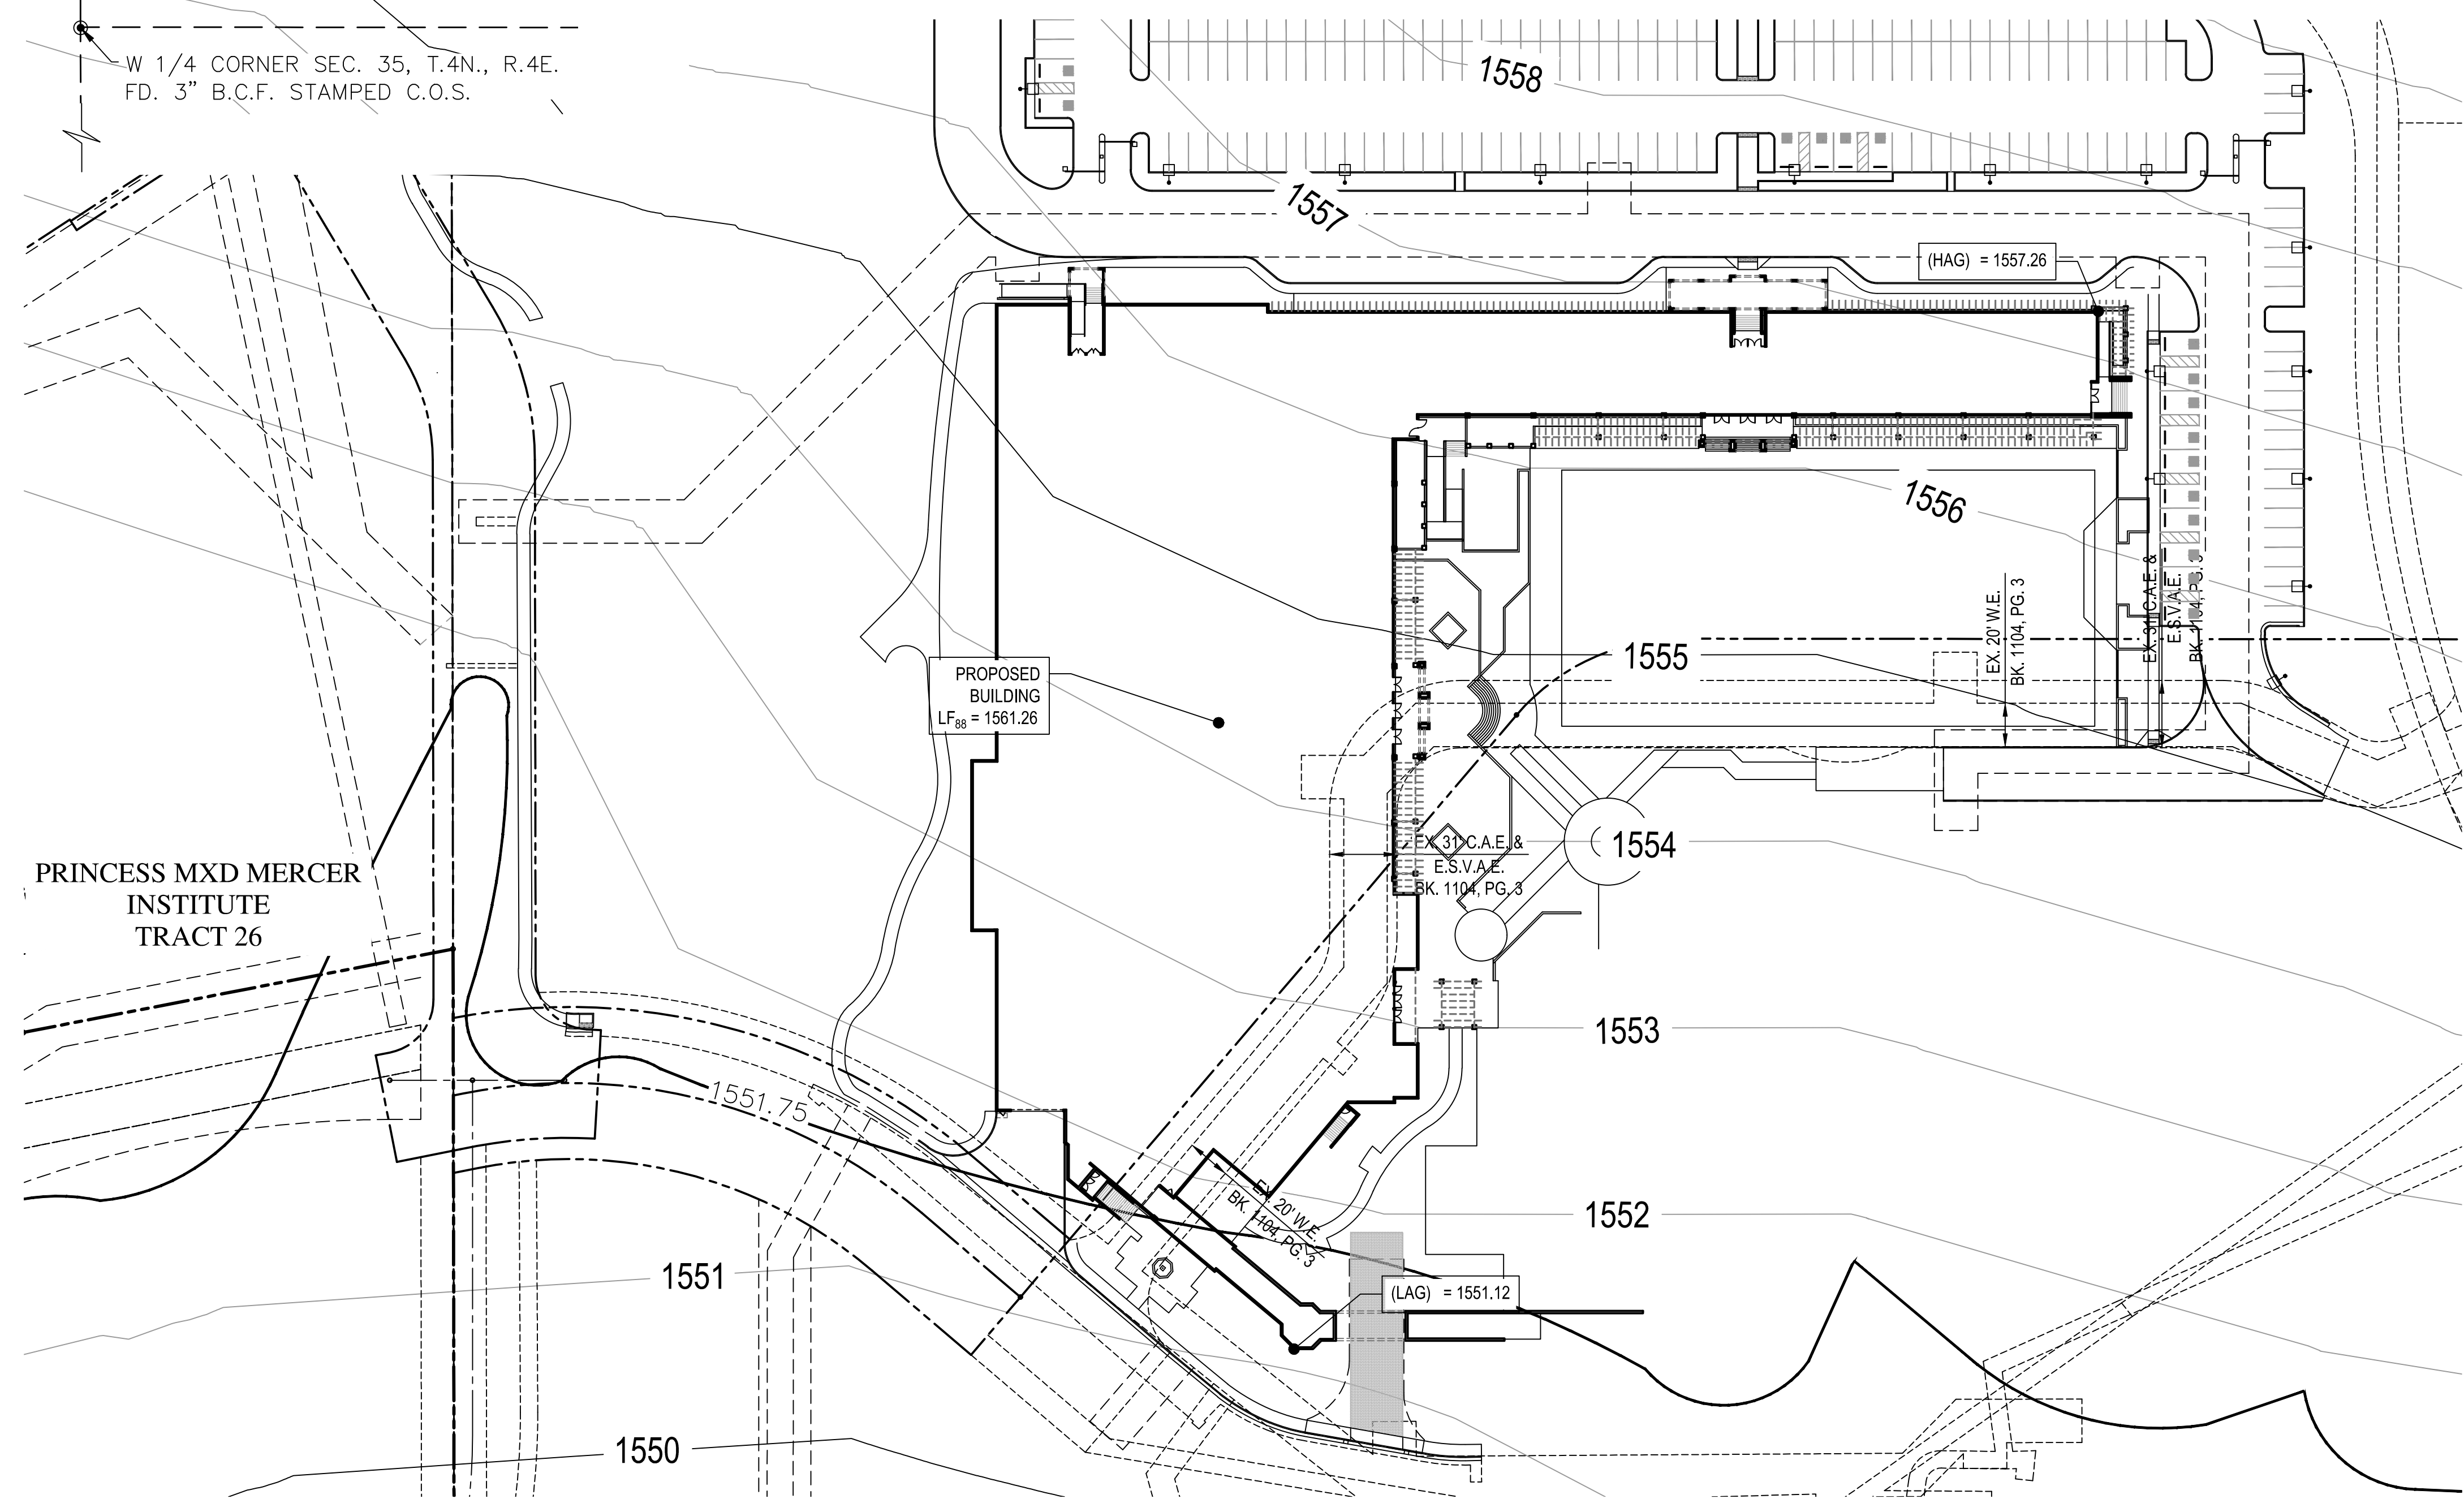 W 1/4 CORNER SEC. 35, T.4N., R.4E.
FD. 3" B.C.F. STAMPED C.O.S.
1558
1557
(HAG) = 1557.26
1556
EX. 20' W.E.
BK. 1104, PG. 3
EX. 31' C.A.E. &
E.S.V.A.E.
BK. 1104, PG. 3
1555
PROPOSED
BUILDING
LF88 = 1561.26
1554
EX. 31' C.A.E. &
E.S.V.A.E.
BK. 1104, PG. 3
PRINCESS MXD MERCER
INSTITUTE
TRACT 26
1553
1551.75
EX. 20' W.E.
BK. 1104, PG. 3
1552
1551
(LAG) = 1551.12
1550